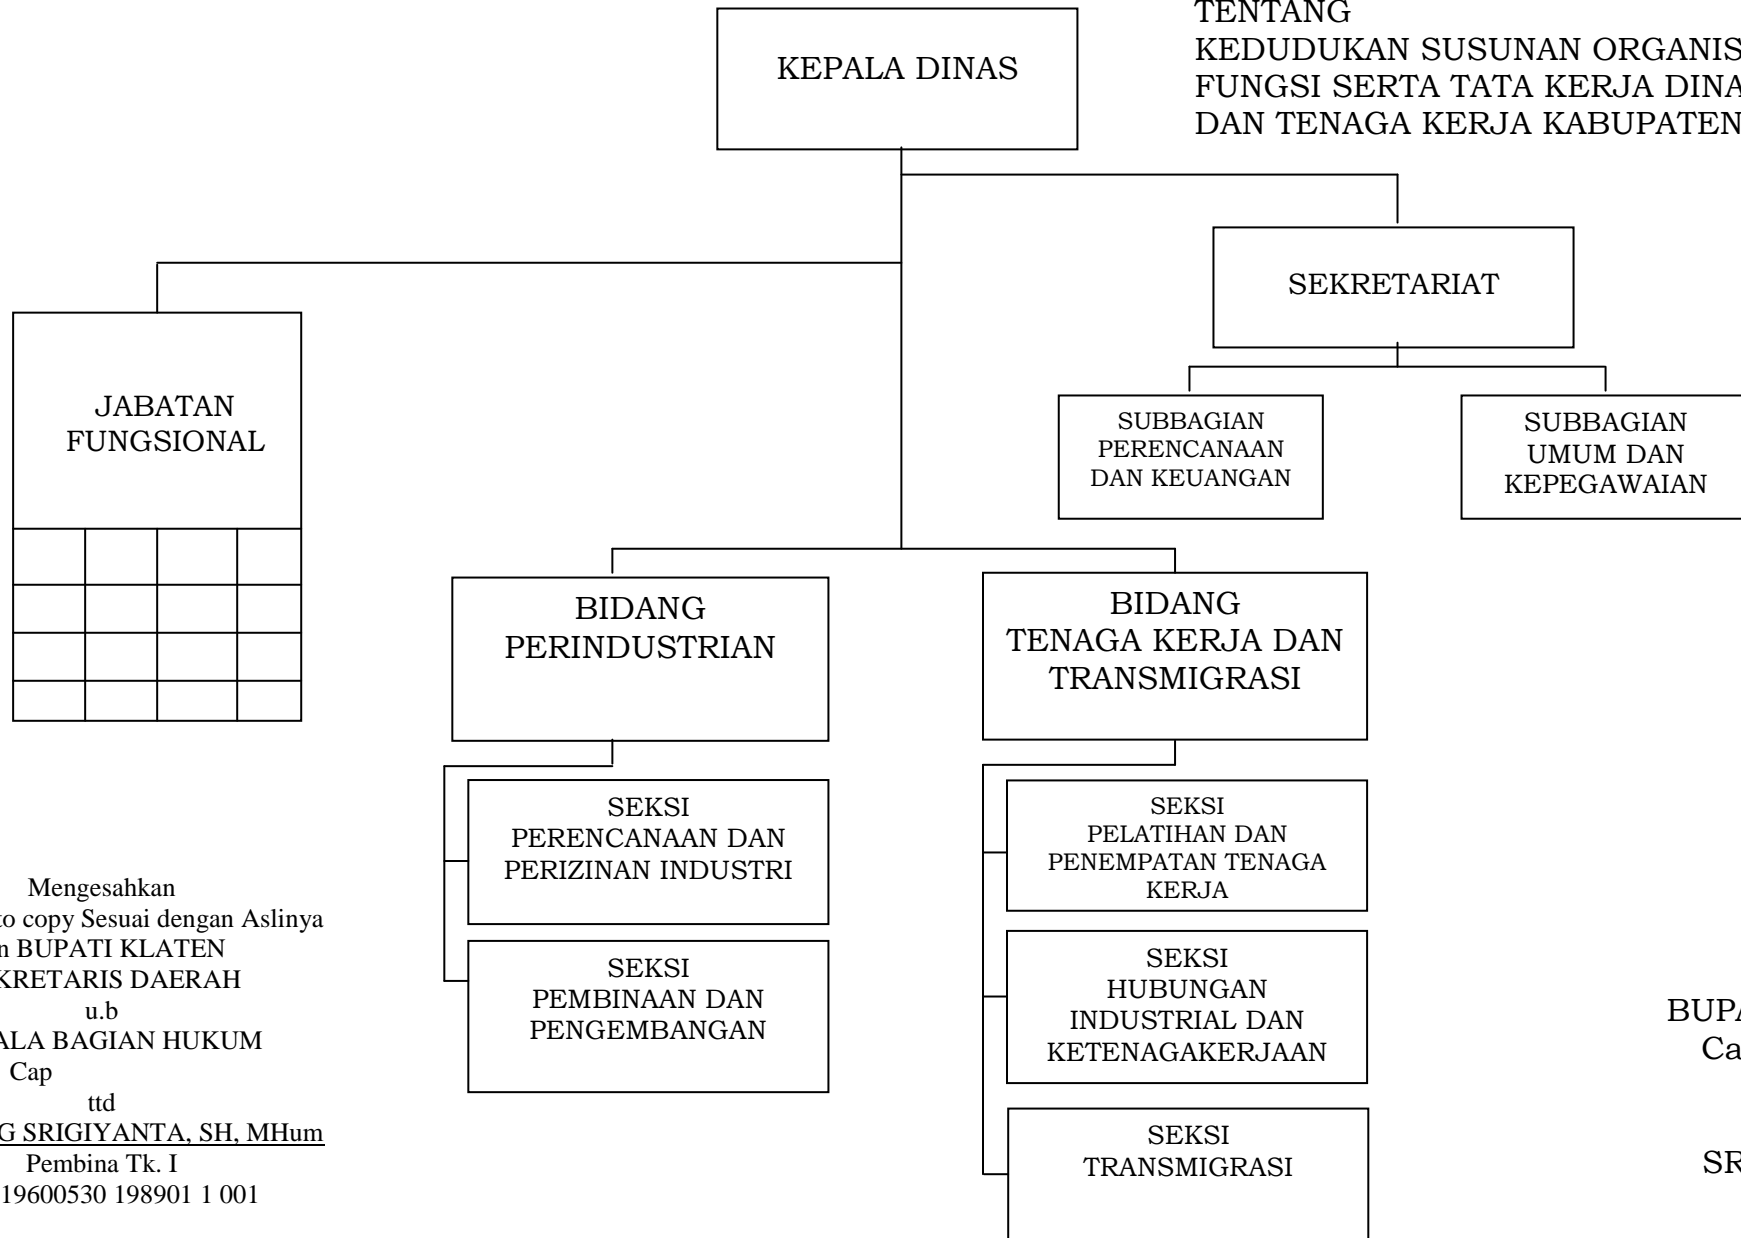 TENTANG
KEDUDUKAN SUSUNAN ORGANIS
FUNGSI SERTA TATA KERJA DINA
DAN TENAGA KERJA KABUPATEN
KEPALA DINAS
SEKRETARIAT
JABATAN
FUNGSIONAL
SUBBAGIAN
PERENCANAAN
DAN KEUANGAN
SUBBAGIAN
UMUM DAN
KEPEGAWAIAN
BIDANG
PERINDUSTRIAN
BIDANG
TENAGA KERJA DAN
TRANSMIGRASI
SEKSI
PERENCANAAN DAN
PERIZINAN INDUSTRI
SEKSI
PELATIHAN DAN
PENEMPATAN TENAGA
KERJA
SEKSI
PEMBINAAN DAN
PENGEMBANGAN
SEKSI
HUBUNGAN
INDUSTRIAL DAN
KETENAGAKERJAAN
SEKSI
TRANSMIGRASI
Mengesahkan
to copy Sesuai dengan Aslinya
n BUPATI KLATEN
KRETARIS DAERAH
u.b
ALA BAGIAN HUKUM
Cap
ttd
G SRIGIYANTA, SH, MHum
Pembina Tk. I
19600530 198901 1 001
BUPA
Ca
SR